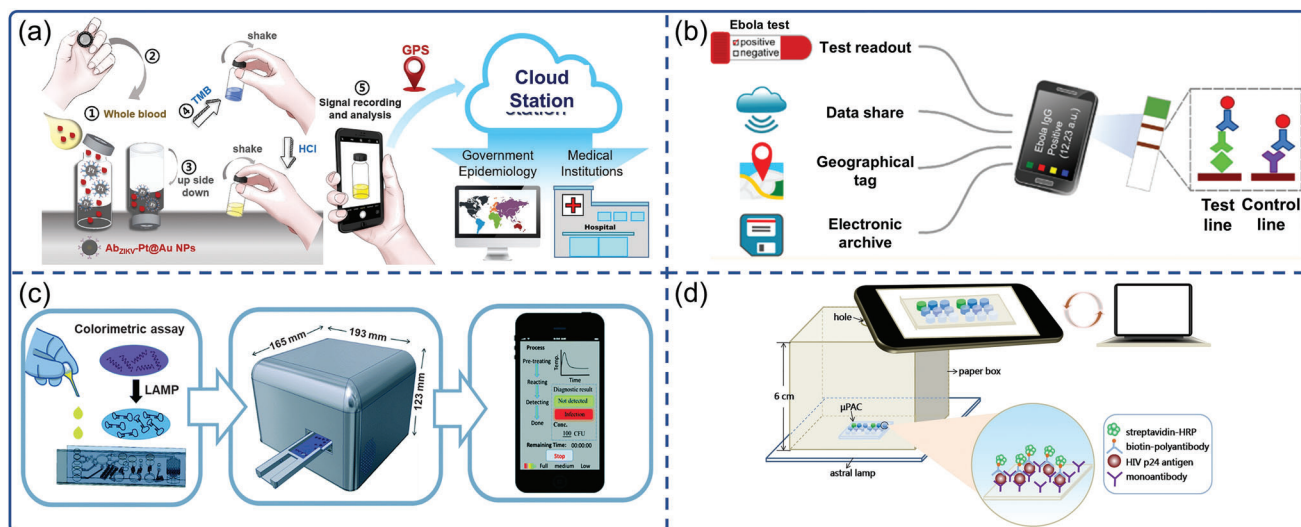 (a)
②
shake
①
Whole blood
④ TMB
③
up side
down
shake
HCl
Ab_ZIKV-Pt@Au NPs
⑤
Signal recording
and analysis
GPS
Cloud
Station
Government
Epidemiology
Medical
Institutions
Hospital
(b)
Ebola test
positive
negative
Test readout
Data share
Geographical
tag
Electronic
archive
Ebola IgG
Positive
(12.23 a.u.)
Test
line
Control
line
(c)
Colorimetric assay
LAMP
165 mm
193 mm
123 mm
Process
Pre-treating
Reacting
Detecting
Done
Temp.
Time
Diagnostic result
Not detected
Infection
Conc.
100 CFU
Remaining Time: 00:00:00
Stop
Full medium Low
(d)
hole
6 cm
paper box
μPAC
astral lamp
streptavidin-HRP
biotin-polyantibody
HIV p24 antigen
monoantibody